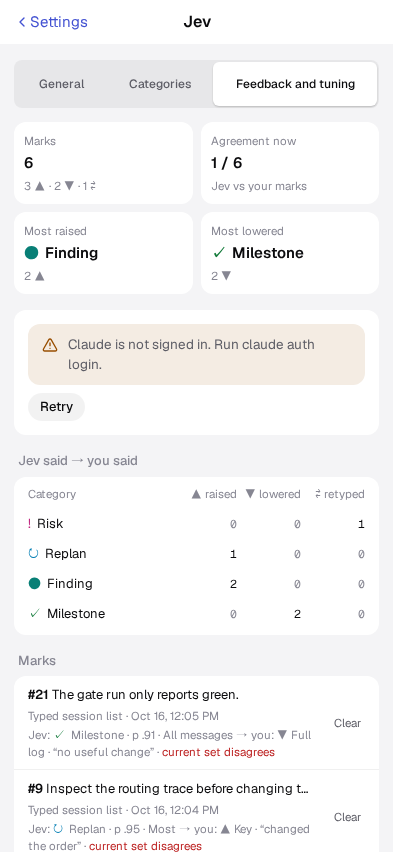 Settings
Jev
General Categories Feedback and tuning
Marks
6
3 ▲ · 2 ▼ · 1 ⇄
Agreement now
1 / 6
Jev vs your marks
Most raised
Finding
2 ▲
Most lowered
✓ Milestone
2 ▼
Claude is not signed in. Run claude auth
login.
Retry
Jev said → you said
Category ▲ raised ▼ lowered ⇄ retyped
! Risk 0 0 1
Replan 1 0 0
Finding 2 0 0
✓ Milestone 0 2 0
Marks
#21 The gate run only reports green.
Typed session list · Oct 16, 12:05 PM
Jev: ✓ Milestone · p .91 · All messages → you: ▼ Full
log · “no useful change” · current set disagrees
Clear
#9 Inspect the routing trace before changing t…
Typed session list · Oct 16, 12:04 PM
Jev: ↻ Replan · p .95 · Most → you: ▲ Key · “changed
the order” · current set disagrees
Clear